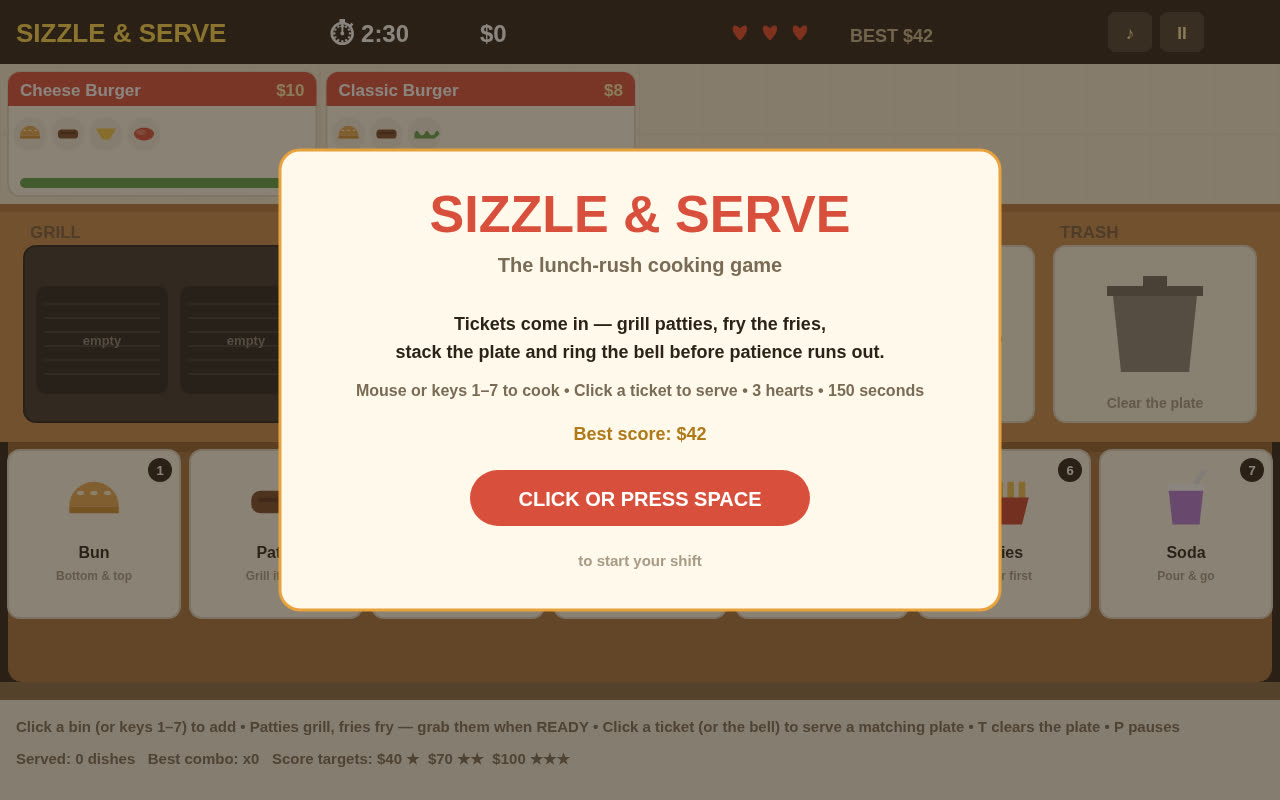 SIZZLE & SERVE
2:30
$0
BEST $42
♪
Cheese Burger
$10
Classic Burger
$8
GRILL
TRASH
empty
empty
Clear the plate
SIZZLE & SERVE
The lunch-rush cooking game
Tickets come in — grill patties, fry the fries,
stack the plate and ring the bell before patience runs out.
Mouse or keys 1–7 to cook • Click a ticket to serve • 3 hearts • 150 seconds
Best score: $42
CLICK OR PRESS SPACE
to start your shift
1
Bun
Bottom & top
6
first
7
Soda
Pour & go
Click a bin (or keys 1–7) to add • Patties grill, fries fry — grab them when READY • Click a ticket (or the bell) to serve a matching plate • T clears the plate • P pauses
Served: 0 dishes Best combo: x0 Score targets: $40 ★ $70 ★★ $100 ★★★